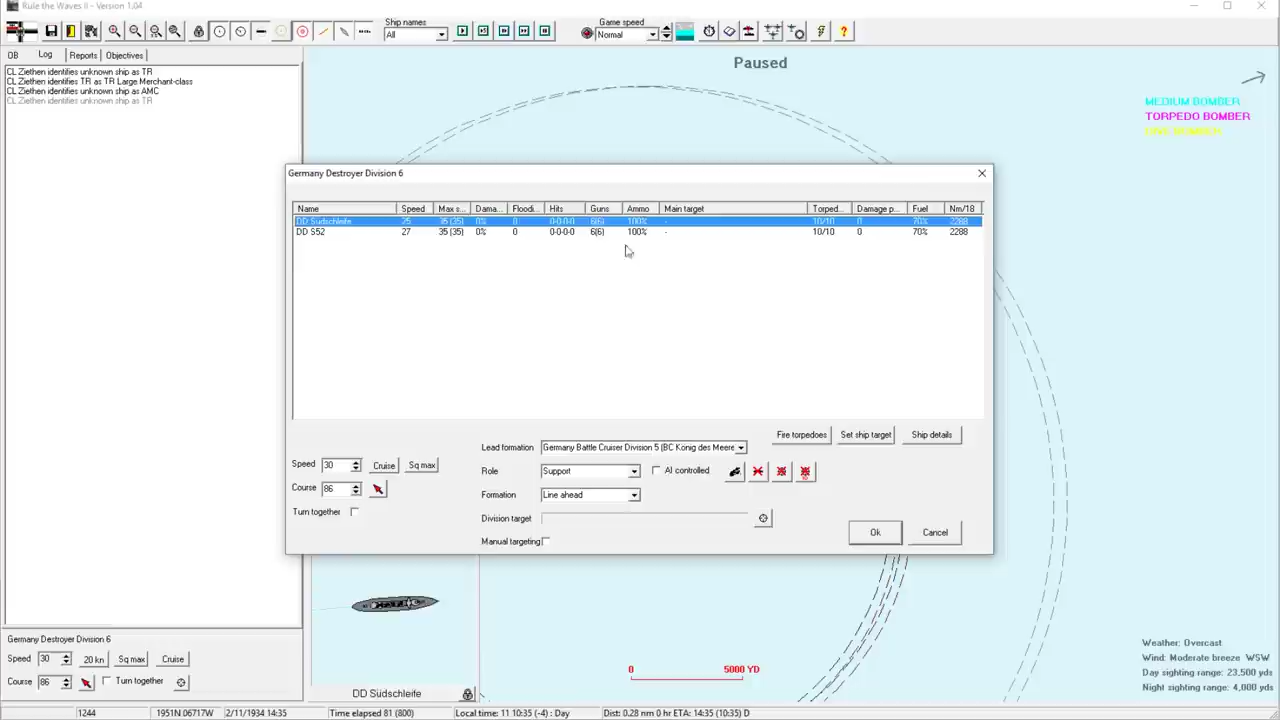 Rule the Waves II - Version 1.04
Ship names
All
Game speed
Normal
OB Log Reports Objectives
CL Ziethen identifies unknown ship as TR
CL Ziethen identifies TR as TR Large Merchant-class
CL Ziethen identifies unknown ship as AMC
CL Ziethen identifies unknown ship as TR
Paused
MEDIUM BOMBER
TORPEDO BOMBER
DIVE BOMBER
Germany Destroyer Division 6
Name Speed Max s... Dama... Floodi... Hits Guns Ammo Main target Torped... Damage p... Fuel Nm/18
DD Südschleife 25 35 (35) 0% 0 0-0-0-0 6(6) 100% - 10/10 0 70% 2288
DD S52 27 35 (35) 0% 0 0-0-0-0 6(6) 100% - 10/10 0 70% 2288
Fire torpedoes Set ship target Ship details
Lead formation Germany Battle Cruiser Division 5 (BC König des Meere
Speed 30 Cruise Sq max
Role Support AI controlled
Course 86
Formation Line ahead
Turn together
Division target
Manual targeting
Ok Cancel
Germany Destroyer Division 6
Speed 30 20 kn Sq max Cruise
Course 86 Turn together
DD Südschleife
0 5000 YD
Weather: Overcast
Wind: Moderate breeze WSW
Day sighting range: 23,500 yds
Night sighting range: 4,000 yds
1244 1951N 06717W 2/11/1934 14:35 Time elapsed 81 (800) Local time: 11 10:35 (-4) : Day Dist: 0.28 nm 0 hr ETA: 14:35 (10:35) D